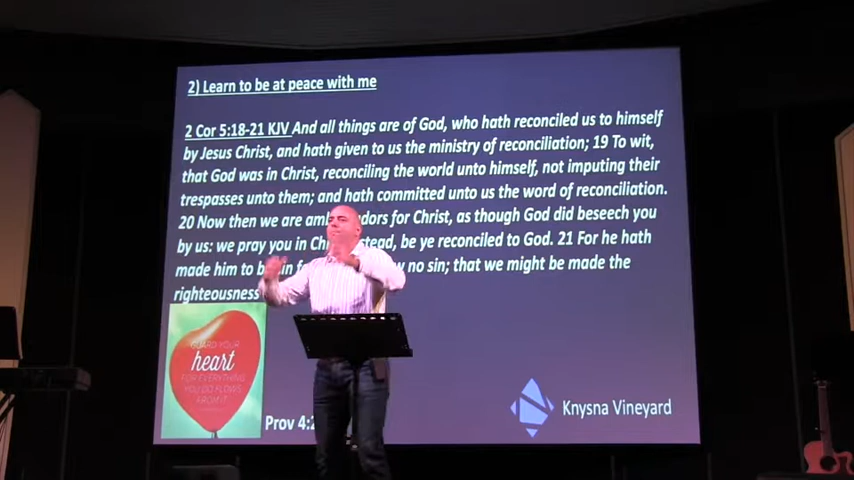 2) Learn to be at peace with me
2 Cor 5:18-21 KJV And all things are of God, who hath reconciled us to himself
by Jesus Christ, and hath given to us the ministry of reconciliation; 19 To wit,
that God was in Christ, reconciling the world unto himself, not imputing their
trespasses unto them; and hath committed unto us the word of reconciliation.
20 Now then we are am dors for Christ, as though God did beseech you
by us: we pray you in Chr stead, be ye reconciled to God. 21 For he hath
made him to be in f w no sin; that we might be made the
righteousness
GUARD YOUR
heart
FOR EVERYTHING
YOU DO FLOWS
FROM IT
Prov 4:2
Knysna Vineyard